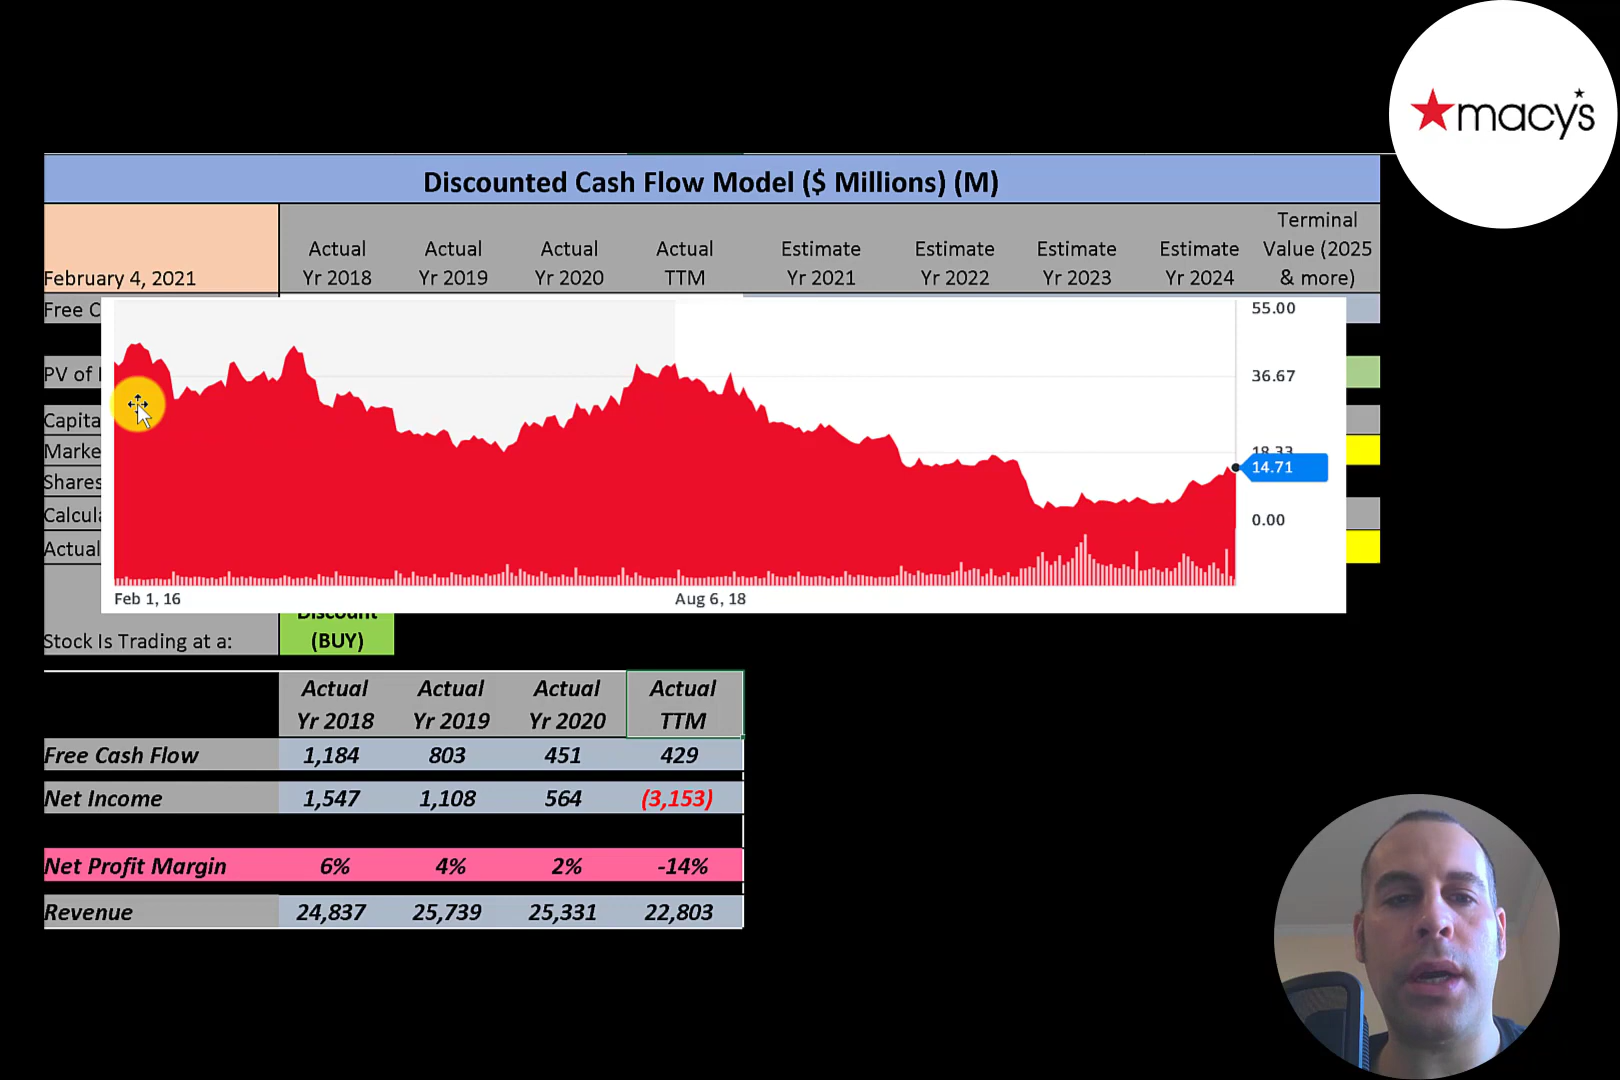 macy's
Discounted Cash Flow Model ($ Millions) (M)
February 4, 2021
Actual Yr 2018
Actual Yr 2019
Actual Yr 2020
Actual TTM
Estimate Yr 2021
Estimate Yr 2022
Estimate Yr 2023
Estimate Yr 2024
Terminal Value (2025 & more)
Free C
PV of
Capita
Marke
Shares
Calcula
Actual
55.00
36.67
18.33
14.71
0.00
Feb 1, 16
Aug 6, 18
Stock Is Trading at a:
Discount (BUY)
Actual Yr 2018
Actual Yr 2019
Actual Yr 2020
Actual TTM
Free Cash Flow 1,184 803 451 429
Net Income 1,547 1,108 564 (3,153)
Net Profit Margin 6% 4% 2% -14%
Revenue 24,837 25,739 25,331 22,803